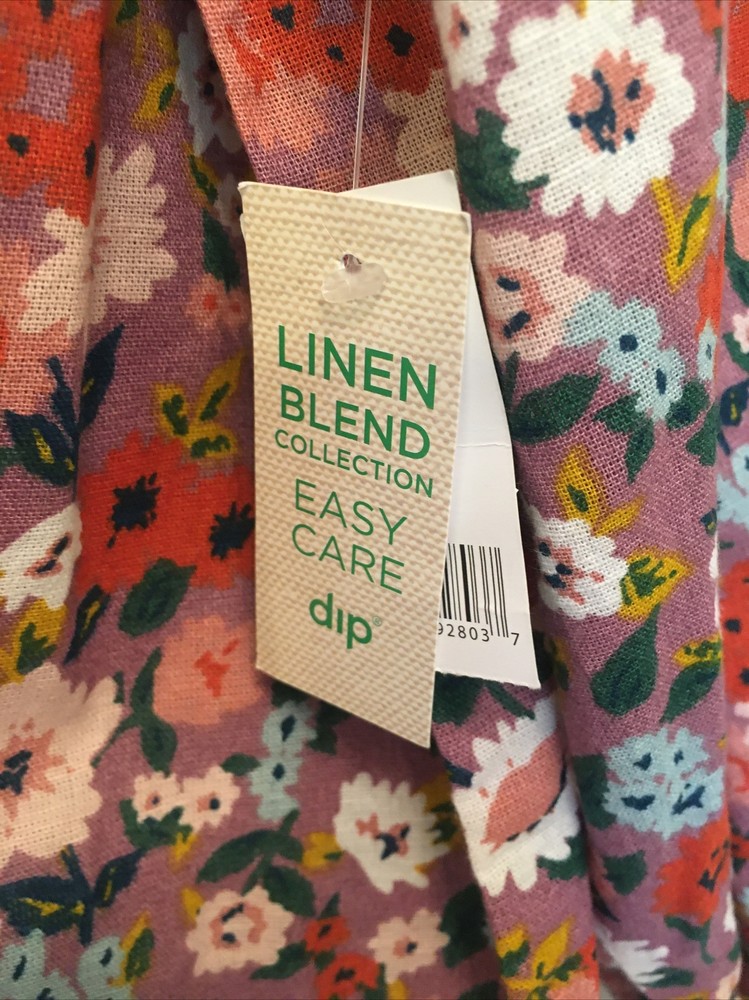 LINEN
BLEND
COLLECTION
EASY
CARE
dip®
92803 7